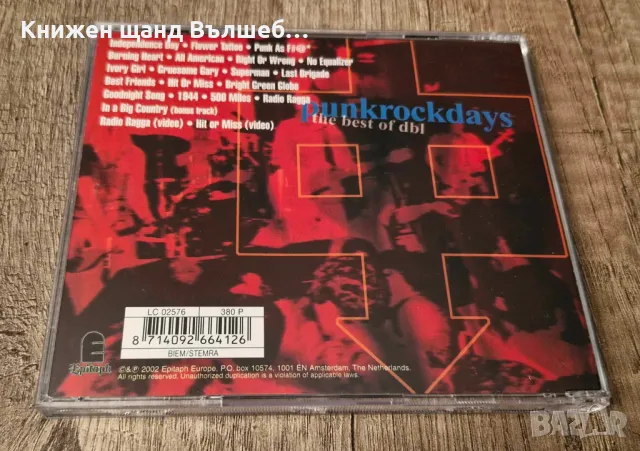 Книжен щанд Вълшеб...
Independence Day • Flower Tattoo • Punk As F#@*
Burning Heart • All American • Right Or Wrong • No Equalizer
Every Girl • Gruesome Gary • Superman • Last Brigade
Best Friends • Hit Or Miss • Bright Green Globe
Goodnight Song • 1944 • 500 Miles • Radio Ragga
In a Big Country (bonus track)
Radio Ragga (video) • Hit or Miss (video)
punkrockdays
the best of dbl
LC 02576
380 P
8 714092 664126
BIEM/STEMRA
E
Epitaph
©&℗ 2002 Epitaph Europe, P.O. box 10574, 1001 EN Amsterdam, The Netherlands.
All rights reserved. Unauthorized duplication is a violation of applicable laws.
BAZAR